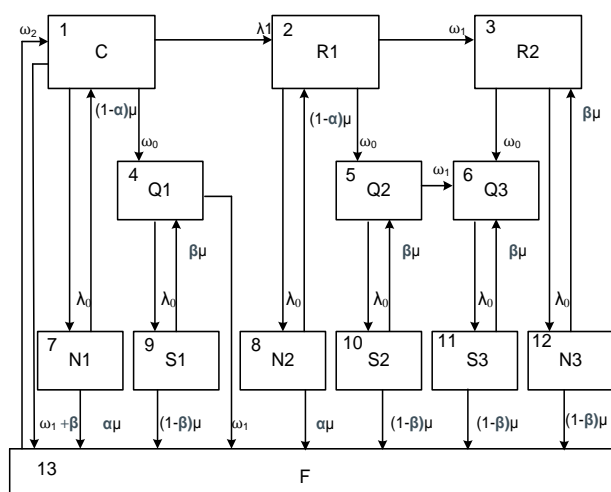 1 2 3
ω₂ C λ1 R1 ω₁ R2
(1-α)μ (1-α)μ βμ
ω₀ ω₀ ω₀
4 5 6
Q1 Q2 ω₁ Q3
βμ βμ βμ
λ₀ λ₀ λ₀ λ₀ λ₀ λ₀
7 9 8 10 11 12
N1 S1 N2 S2 S3 N3
ω₁ +β αμ (1-β)μ ω₁ αμ (1-β)μ (1-β)μ (1-β)μ
13 F